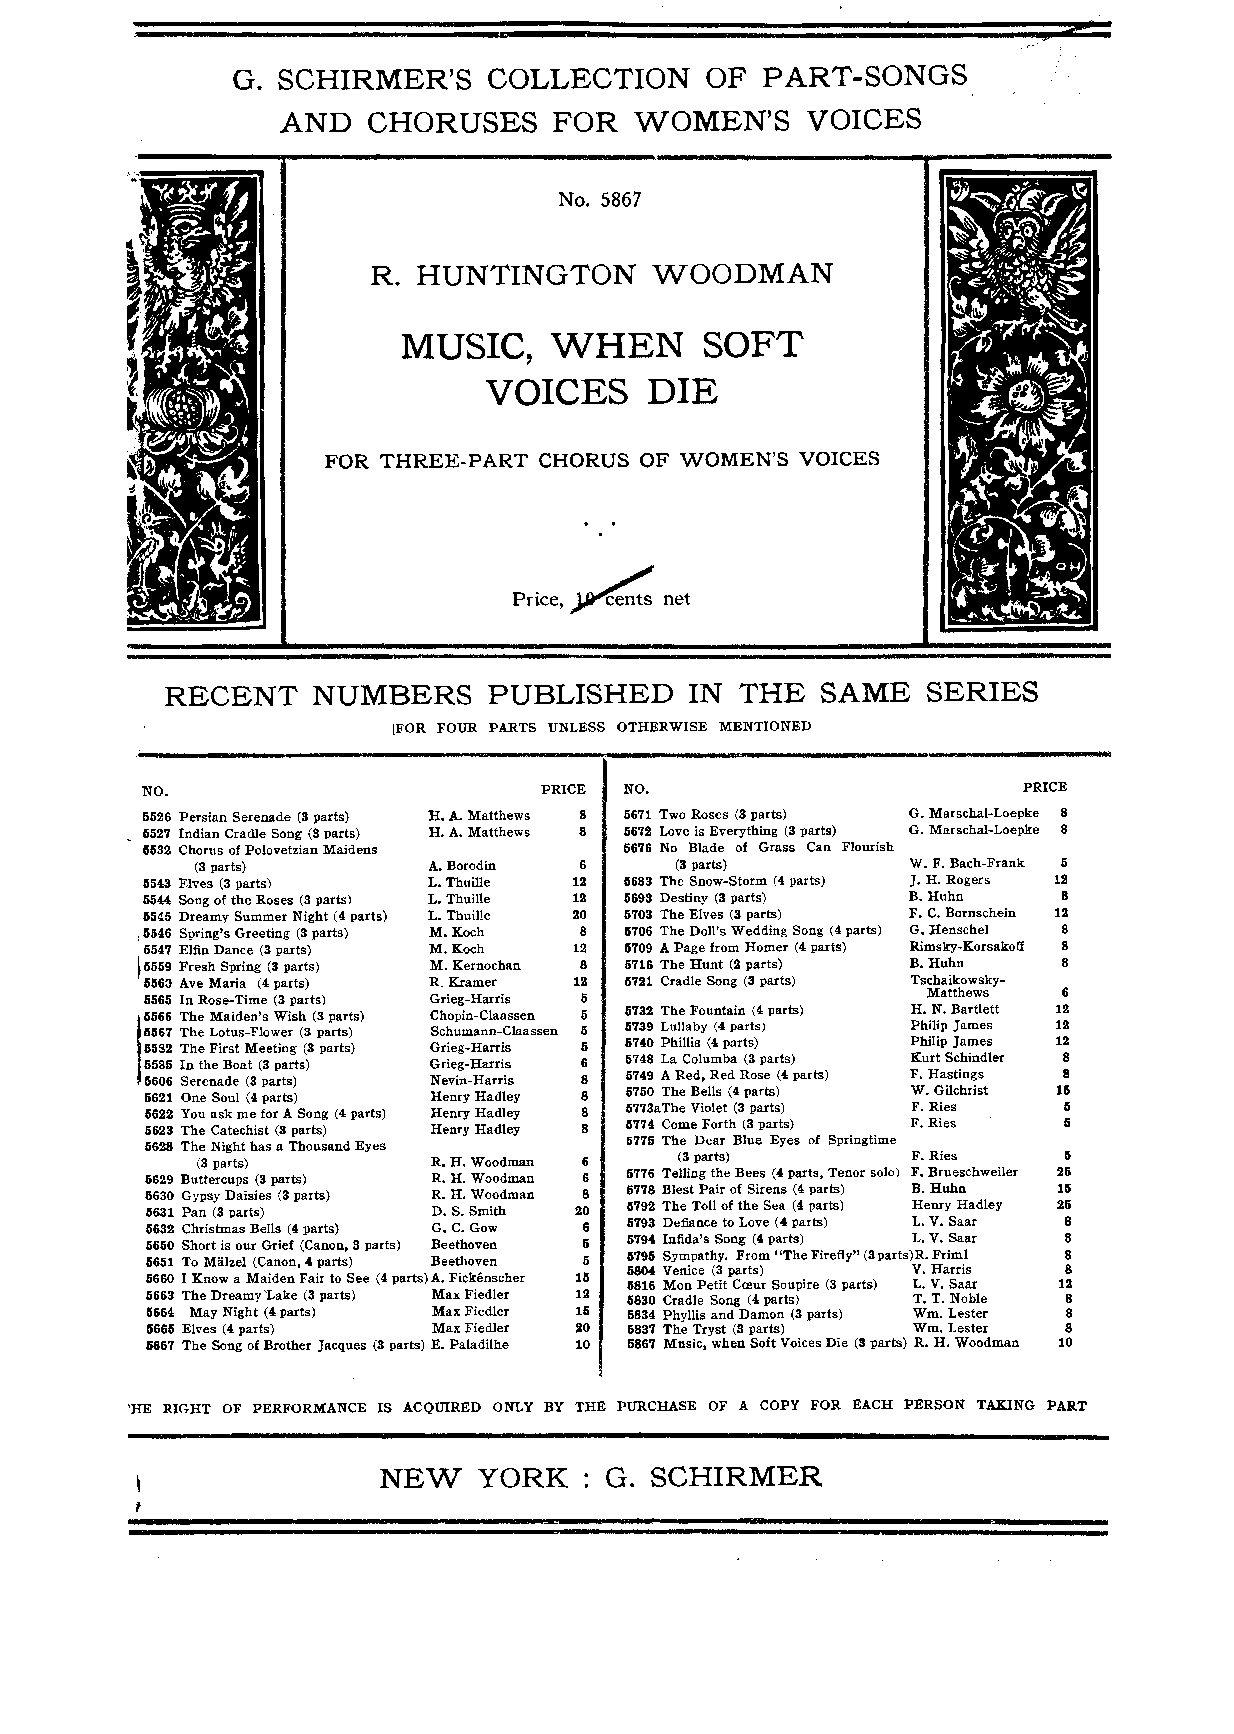 G. SCHIRMER'S COLLECTION OF PART-SONGS
AND CHORUSES FOR WOMEN'S VOICES
No. 5867
R. HUNTINGTON WOODMAN
MUSIC, WHEN SOFT
VOICES DIE
FOR THREE-PART CHORUS OF WOMEN'S VOICES
Price, 10 cents net
RECENT NUMBERS PUBLISHED IN THE SAME SERIES
FOR FOUR PARTS UNLESS OTHERWISE MENTIONED
NO. PRICE
5526 Persian Serenade (3 parts) H. A. Matthews 8
5527 Indian Cradle Song (3 parts) H. A. Matthews 8
5532 Chorus of Polovetzian Maidens
(3 parts) A. Borodin 6
5543 Elves (3 parts) L. Thuille 12
5544 Song of the Roses (3 parts) L. Thuille 12
5545 Dreamy Summer Night (4 parts) L. Thuille 20
5546 Spring's Greeting (3 parts) M. Koch 8
5547 Elfin Dance (3 parts) M. Koch 12
5559 Fresh Spring (3 parts) M. Kernochan 8
5563 Ave Maria (4 parts) R. Kramer 12
5565 In Rose-Time (3 parts) Grieg-Harris 5
5566 The Maiden's Wish (3 parts) Chopin-Claassen 5
5567 The Lotus-Flower (3 parts) Schumann-Claassen 5
5532 The First Meeting (3 parts) Grieg-Harris 5
5535 In the Boat (3 parts) Grieg-Harris 6
5606 Serenade (3 parts) Nevin-Harris 8
5621 One Soul (4 parts) Henry Hadley 8
5622 You ask me for A Song (4 parts) Henry Hadley 8
5623 The Catechist (3 parts) Henry Hadley 8
5628 The Night has a Thousand Eyes
(3 parts) R. H. Woodman 6
5629 Buttercups (3 parts) R. H. Woodman 6
5630 Gypsy Daisies (3 parts) R. H. Woodman 8
5631 Pan (3 parts) D. S. Smith 20
5632 Christmas Bells (4 parts) G. C. Gow 6
5650 Short is our Grief (Canon, 3 parts) Beethoven 5
5651 To Mälzel (Canon, 4 parts) Beethoven 5
5660 I Know a Maiden Fair to See (4 parts) A. Fickénscher 15
5663 The Dreamy Lake (3 parts) Max Fiedler 12
5664 May Night (4 parts) Max Fiedler 15
5665 Elves (4 parts) Max Fiedler 20
5667 The Song of Brother Jacques (3 parts) E. Paladilhe 10
NO. PRICE
5671 Two Roses (3 parts) G. Marschal-Loepke 8
5672 Love is Everything (3 parts) G. Marschal-Loepke 8
5676 No Blade of Grass Can Flourish
(3 parts) W. F. Bach-Frank 5
5683 The Snow-Storm (4 parts) J. H. Rogers 12
5693 Destiny (3 parts) B. Huhn 8
5703 The Elves (3 parts) F. C. Bornschein 12
5706 The Doll's Wedding Song (4 parts) G. Henschel 8
5709 A Page from Homer (4 parts) Rimsky-Korsakoff 8
5716 The Hunt (2 parts) B. Huhn 8
5721 Cradle Song (3 parts) Tschaikowsky-
Matthews 6
5732 The Fountain (4 parts) H. N. Bartlett 12
5739 Lullaby (4 parts) Philip James 12
5740 Phillis (4 parts) Philip James 12
5748 La Columba (3 parts) Kurt Schindler 8
5749 A Red, Red Rose (4 parts) F. Hastings 8
5750 The Bells (4 parts) W. Gilchrist 15
5773a The Violet (3 parts) F. Ries 5
5774 Come Forth (3 parts) F. Ries 5
5775 The Dear Blue Eyes of Springtime
(3 parts) F. Ries 5
5776 Telling the Bees (4 parts, Tenor solo) F. Brueschweiler 25
5778 Blest Pair of Sirens (4 parts) B. Huhn 15
5792 The Toll of the Sea (4 parts) Henry Hadley 25
5793 Defiance to Love (4 parts) L. V. Saar 8
5794 Infida's Song (4 parts) L. V. Saar 8
5795 Sympathy. From "The Firefly" (3 parts) R. Friml 8
5804 Venice (3 parts) V. Harris 8
5816 Mon Petit Cœur Soupire (3 parts) L. V. Saar 12
5830 Cradle Song (4 parts) T. T. Noble 8
5834 Phyllis and Damon (3 parts) Wm. Lester 8
5837 The Tryst (3 parts) Wm. Lester 8
5867 Music, when Soft Voices Die (3 parts) R. H. Woodman 10
HE RIGHT OF PERFORMANCE IS ACQUIRED ONLY BY THE PURCHASE OF A COPY FOR EACH PERSON TAKING PART
NEW YORK : G. SCHIRMER